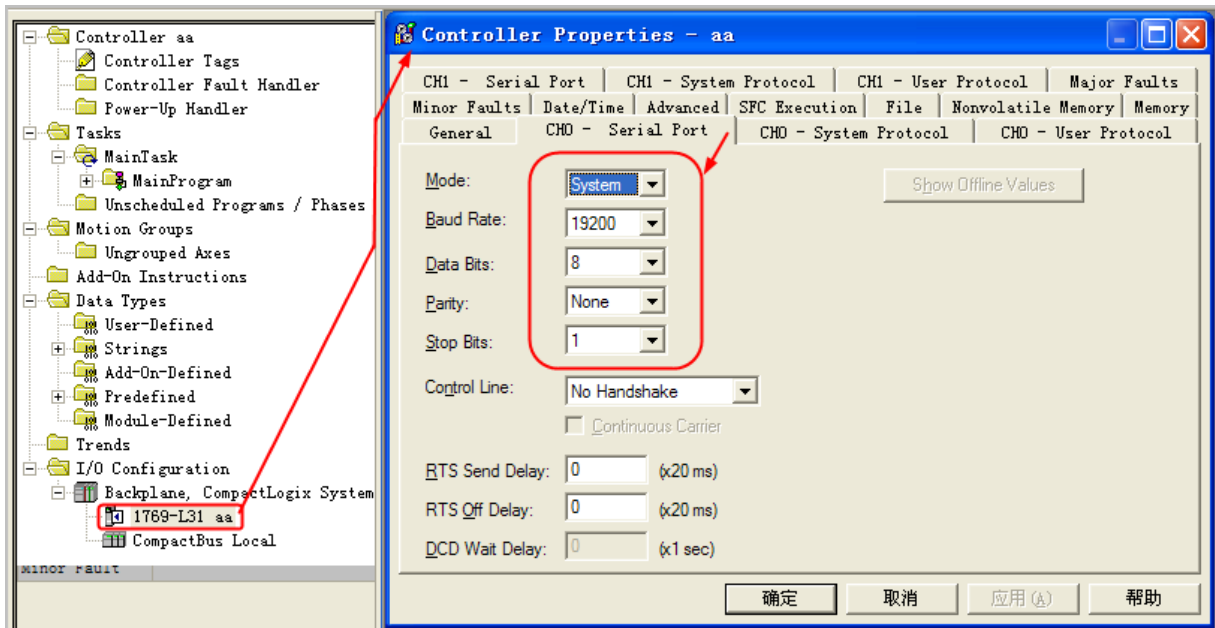 Controller aa
Controller Tags
Controller Fault Handler
Power-Up Handler
Tasks
MainTask
MainProgram
Unscheduled Programs / Phases
Motion Groups
Ungrouped Axes
Add-On Instructions
Data Types
User-Defined
Strings
Add-On-Defined
Predefined
Module-Defined
Trends
I/O Configuration
Backplane, CompactLogix System
1769-L31 aa
CompactBus Local
Minor Fault
Controller Properties - aa
CH1 - Serial Port CH1 - System Protocol CH1 - User Protocol Major Faults
Minor Faults Date/Time Advanced SFC Execution File Nonvolatile Memory Memory
General CH0 - Serial Port CH0 - System Protocol CH0 - User Protocol
Mode: System Show Offline Values
Baud Rate: 19200
Data Bits: 8
Parity: None
Stop Bits: 1
Control Line: No Handshake
Continuous Carrier
RTS Send Delay: 0 (x20 ms)
RTS Off Delay: 0 (x20 ms)
DCD Wait Delay: 0 (x1 sec)
确定 取消 应用(A) 帮助